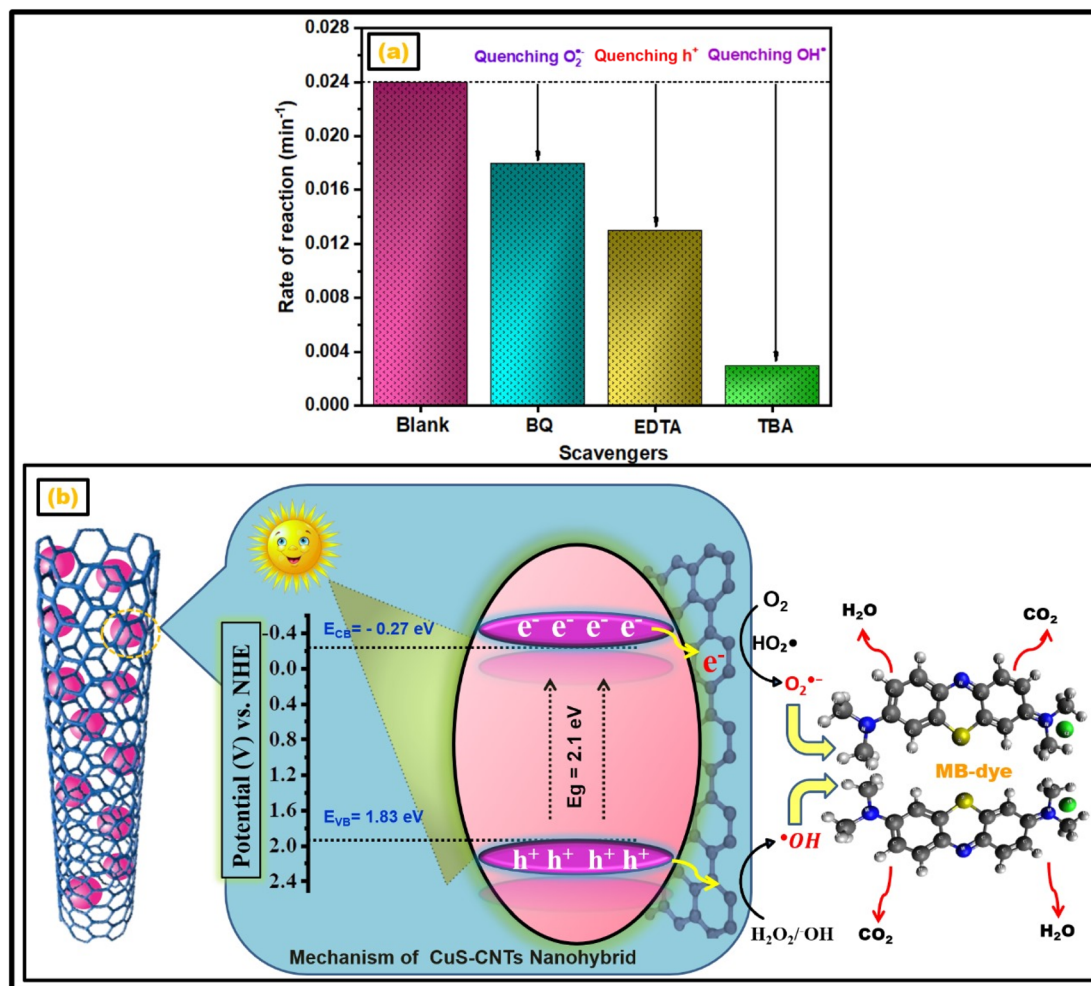 (a)
Quenching O₂•⁻ Quenching h⁺ Quenching OH•
0.028
0.024
0.020
0.016
0.012
0.008
0.004
0.000
Rate of reaction (min⁻¹)
Blank BQ EDTA TBA
Scavengers
(b)
Potential (V) vs. NHE
-0.4
0.0
0.4
0.8
1.2
1.6
2.0
2.4
E_CB= - 0.27 eV
E_VB= 1.83 eV
e⁻ e⁻ e⁻ e⁻
e⁻
Eg = 2.1 eV
h⁺ h⁺ h⁺ h⁺
Mechanism of CuS-CNTs Nanohybrid
O₂
HO₂•
O₂•⁻
H₂O
CO₂
MB-dye
•OH
H₂O₂/⁻OH
CO₂
H₂O